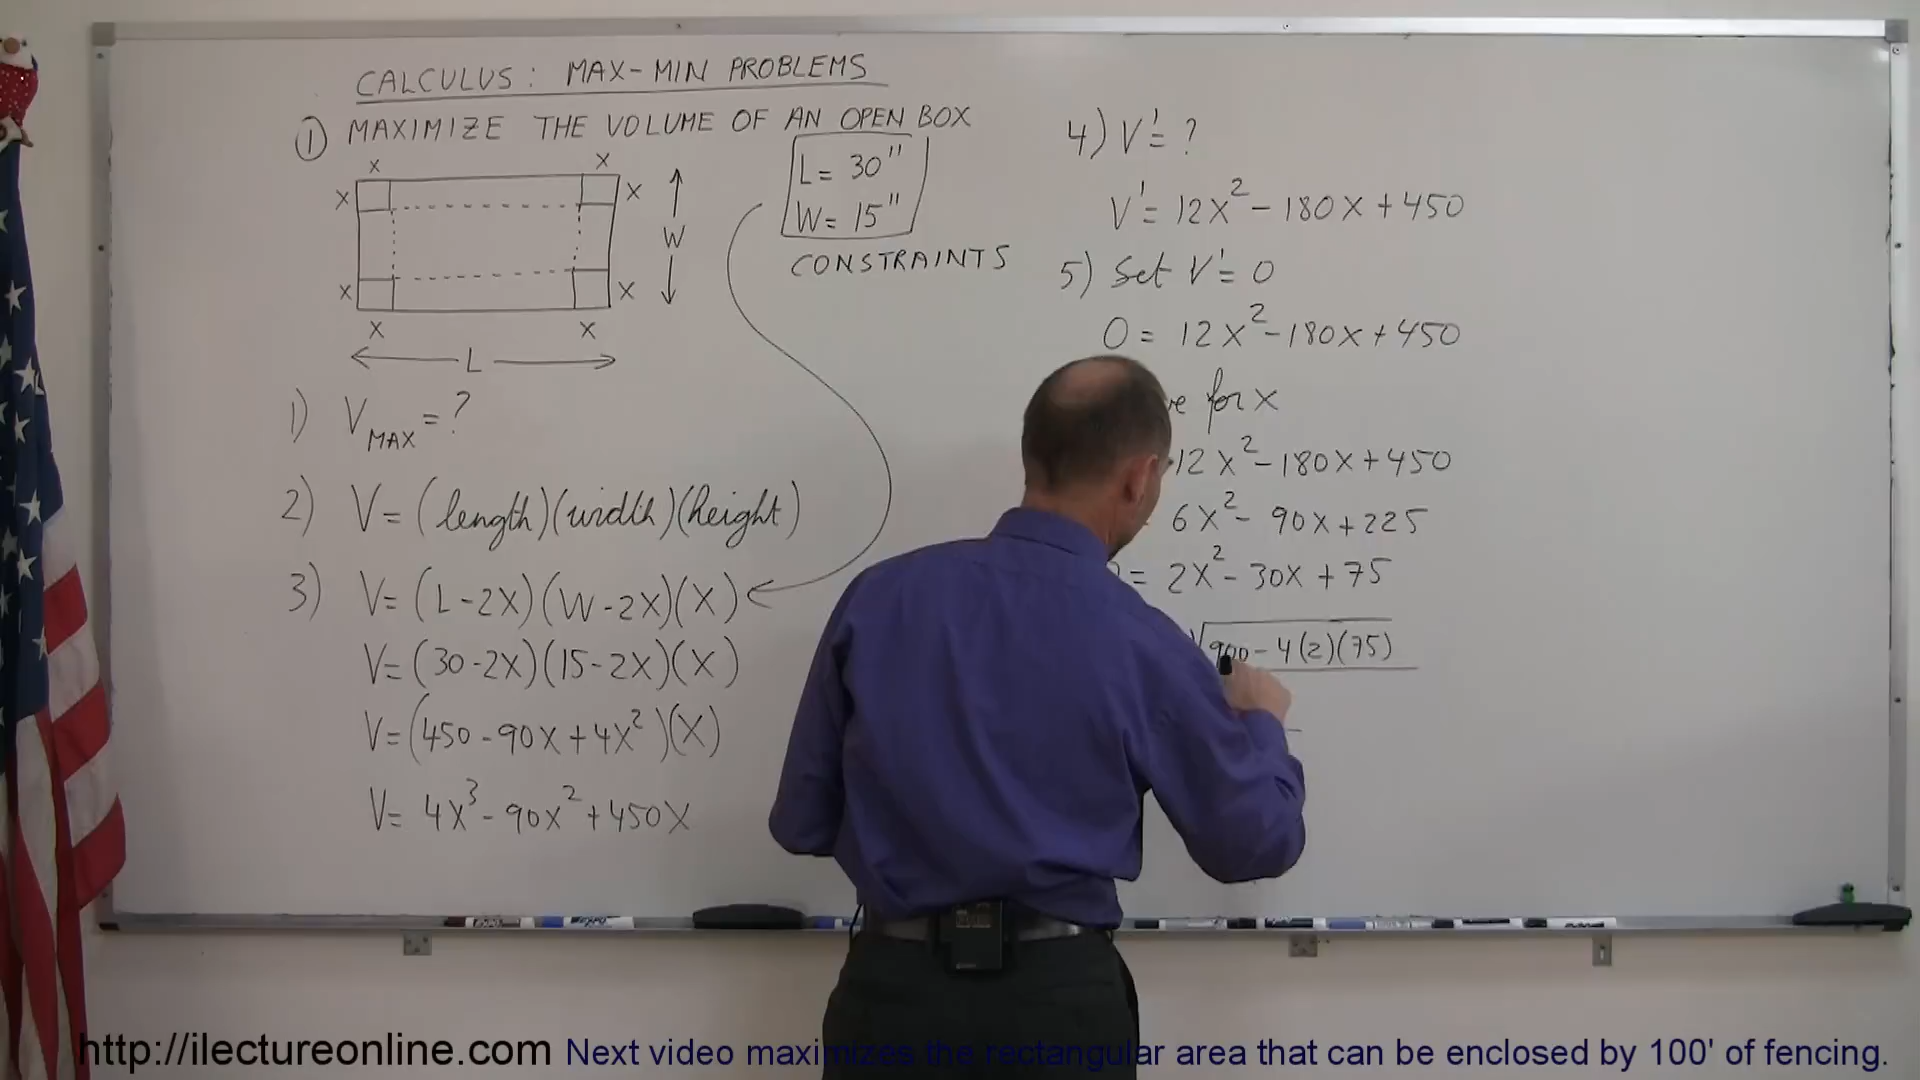 CALCULUS: MAX-MIN PROBLEMS
① MAXIMIZE THE VOLUME OF AN OPEN BOX
L = 30"
W = 15"
CONSTRAINTS
X X
X X
W
X X
X X
L
1) V MAX = ?
2) V = (length)(width)(height)
3) V = (L - 2X)(W - 2X)(X)
V = (30 - 2X)(15 - 2X)(X)
V = (450 - 90X + 4X²)(X)
V = 4X³ - 90X² + 450X
4) V' = ?
V' = 12X² - 180X + 450
5) Set V' = 0
0 = 12X² - 180X + 450
for X
12X² - 180X + 450
6X² - 90X + 225
= 2X² - 30X + 75
√900 - 4(2)(75)
http://ilectureonline.com Next video maximizes the rectangular area that can be enclosed by 100' of fencing.